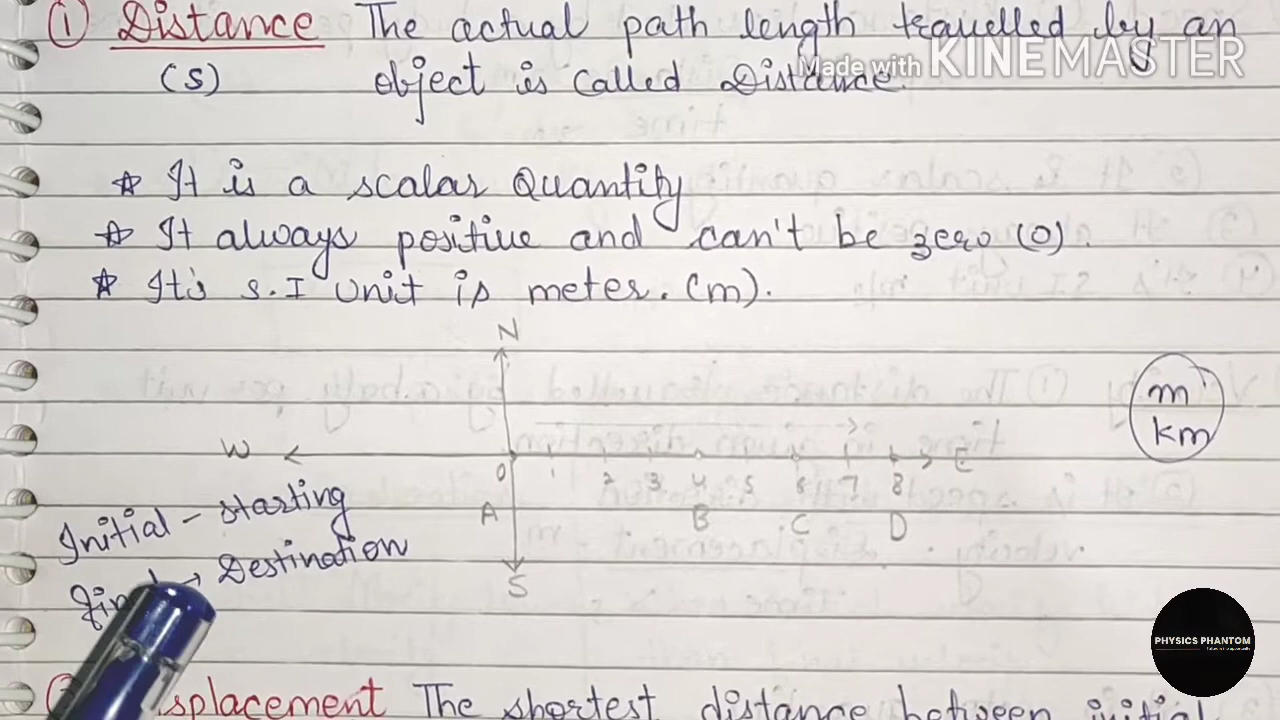 ① Distance The actual path length travelled by an
Made with KINEMASTER
(S) object is called Distance.
☆ It is a scalar Quantity
☆ It always positive and can't be zero (0).
☆ It's S.I Unit is meter. (m).
N
m
km
W E
0 1 2 3 4 5 6 7 8
A B C D
Initial - starting
→ Destination
S
PHYSICS PHANTOM
The shortest distance between initial